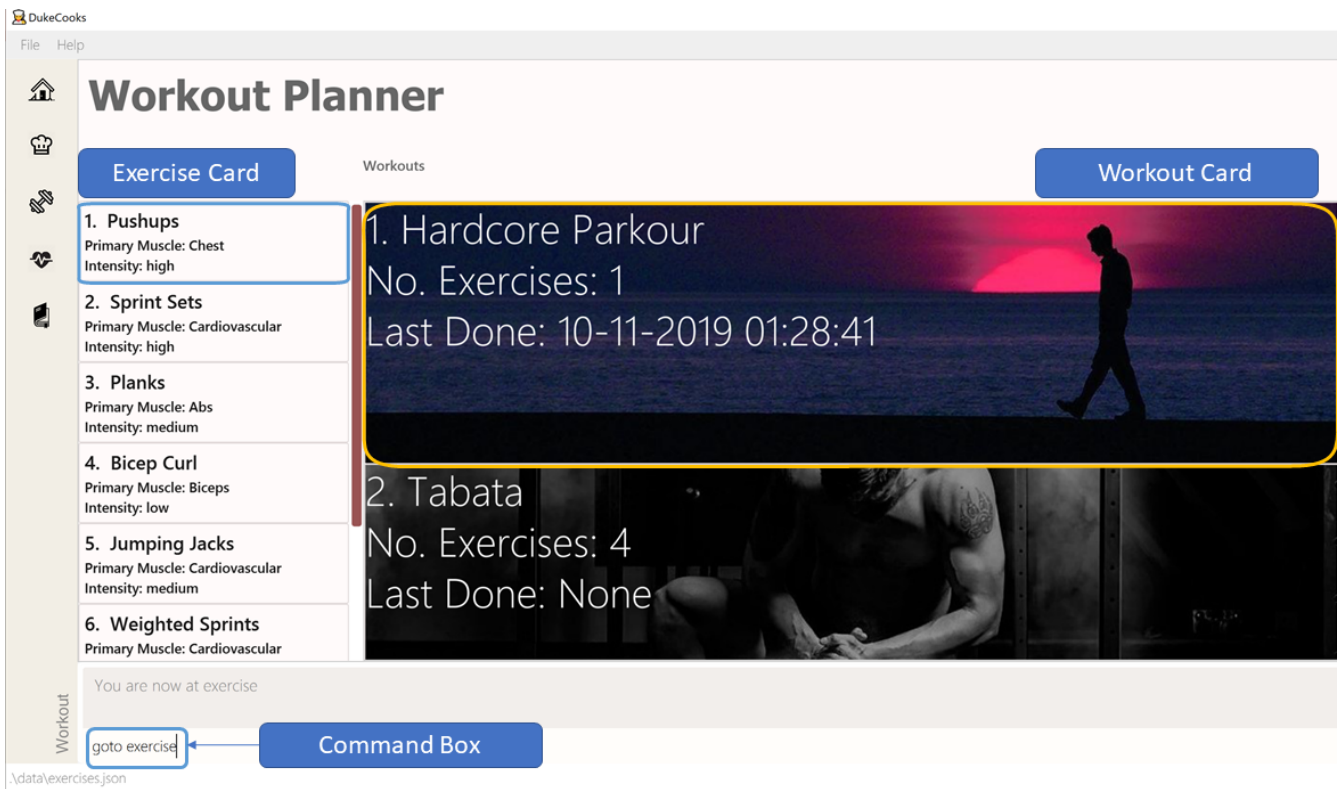 DukeCooks
File Help
Workout Planner
Exercise Card
Workouts
Workout Card
1. Pushups
Primary Muscle: Chest
Intensity: high
2. Sprint Sets
Primary Muscle: Cardiovascular
Intensity: high
3. Planks
Primary Muscle: Abs
Intensity: medium
4. Bicep Curl
Primary Muscle: Biceps
Intensity: low
5. Jumping Jacks
Primary Muscle: Cardiovascular
Intensity: medium
6. Weighted Sprints
Primary Muscle: Cardiovascular
1. Hardcore Parkour
No. Exercises: 1
Last Done: 10-11-2019 01:28:41
2. Tabata
No. Exercises: 4
Last Done: None
You are now at exercise
Workout
goto exercise
Command Box
.\data\exercises.json